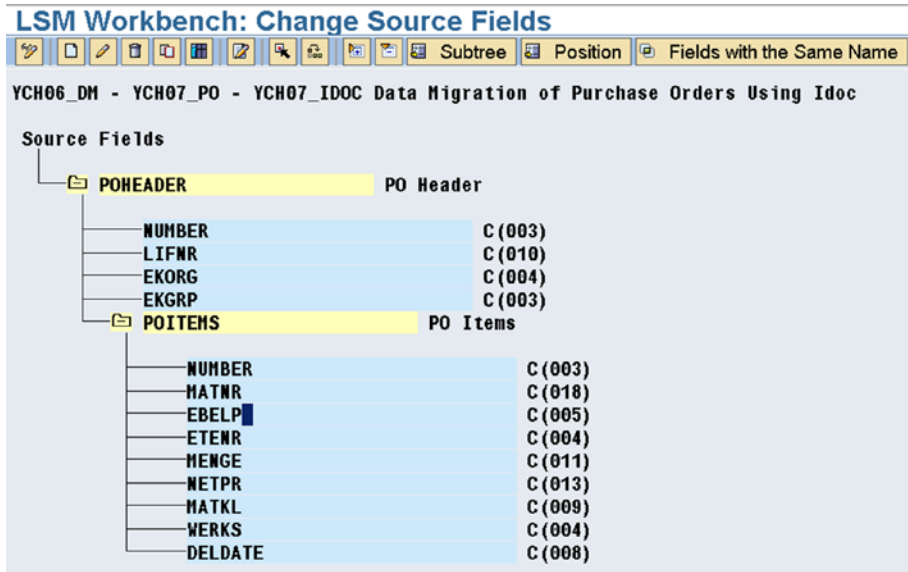 LSM Workbench: Change Source Fields
Subtree Position Fields with the Same Name
YCH06_DM - YCH07_PO - YCH07_IDOC Data Migration of Purchase Orders Using Idoc
Source Fields
POHEADER PO Header
NUMBER C(003)
LIFNR C(010)
EKORG C(004)
EKGRP C(003)
POITEMS PO Items
NUMBER C(003)
MATNR C(018)
EBELP C(005)
ETENR C(004)
MENGE C(011)
NETPR C(013)
MATKL C(009)
WERKS C(004)
DELDATE C(008)